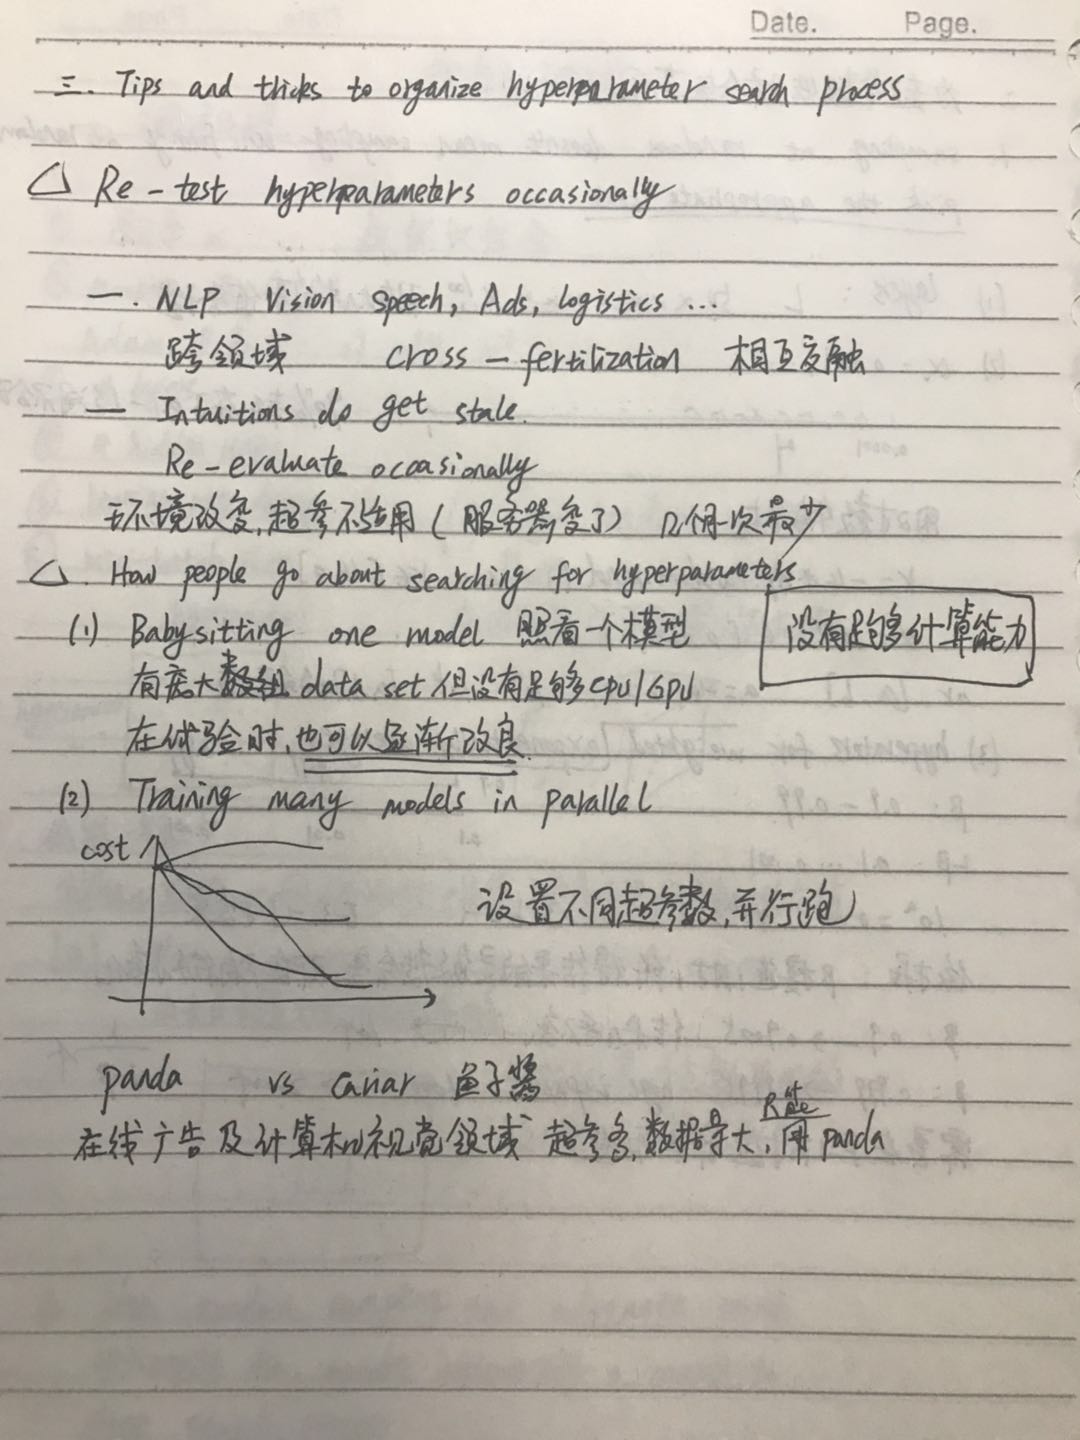 Date. Page.
三. Tips and tricks to organize hyperparameter search process
△ Re-test hyperparameters occasionally
一. NLP Vision speech, Ads, logistics ...
跨领域 cross-fertilization 相互交融
— Intuitions do get stale.
Re-evaluate occasionally
环境改变, 超参不适用 (服务器变了) 几个月一次最少
△. How people go about searching for hyperparameters
(1) Babysitting one model 照看一个模型
没有足够计算能力
有庞大数组 data set 但没有足够CPU/GPU
在试验时, 也可以逐渐改良.
(2) Training many models in parallel
cost
设置不同超参数, 并行跑
panda vs caviar 鱼子酱
在线广告及计算机视觉领域 超参多, 数据量大, 只能用 panda